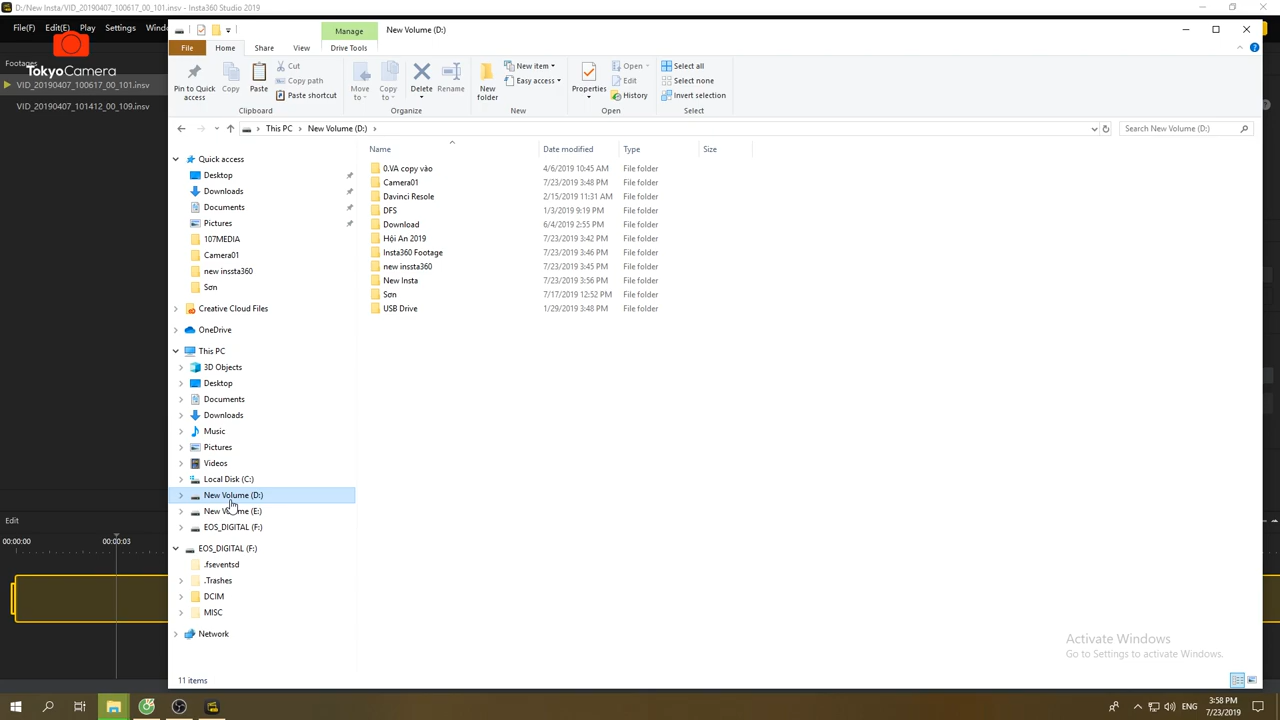 D:/New Insta/VID_20190407_100617_00_101.insv - Insta360 Studio 2019
File(F) Edit(E) Play Settings Windo
Footages
TokyoCamera
VID_20190407_100617_00_101.insv
VID_20190407_101412_00_109.insv
Manage New Volume (D:)
File Home Share View Drive Tools
Pin to Quick access
Copy
Paste
Cut
Copy path
Paste shortcut
Clipboard
Move to
Copy to
Delete
Rename
Organize
New folder
New item
Easy access
New
Properties
Open
Edit
History
Open
Select all
Select none
Invert selection
Select
This PC > New Volume (D:) >
Search New Volume (D:)
Quick access
Desktop
Downloads
Documents
Pictures
107MEDIA
Camera01
new inssta360
Sơn
Creative Cloud Files
OneDrive
This PC
3D Objects
Desktop
Documents
Downloads
Music
Pictures
Videos
Local Disk (C:)
New Volume (D:)
New Volume (E:)
EOS_DIGITAL (F:)
EOS_DIGITAL (F:)
.fseventsd
.Trashes
DCIM
MISC
Network
Name Date modified Type Size
0.VA copy vào 4/6/2019 10:45 AM File folder
Camera01 7/23/2019 3:48 PM File folder
Davinci Resole 2/15/2019 11:31 AM File folder
DFS 1/3/2019 9:19 PM File folder
Download 6/4/2019 2:55 PM File folder
Hội An 2019 7/23/2019 3:42 PM File folder
Insta360 Footage 7/23/2019 3:46 PM File folder
new inssta360 7/23/2019 3:45 PM File folder
New Insta 7/23/2019 3:56 PM File folder
Sơn 7/17/2019 12:52 PM File folder
USB Drive 1/29/2019 3:48 PM File folder
Edit
00:00:00 00:00:03
Activate Windows
Go to Settings to activate Windows.
11 items
ENG
3:58 PM
7/23/2019